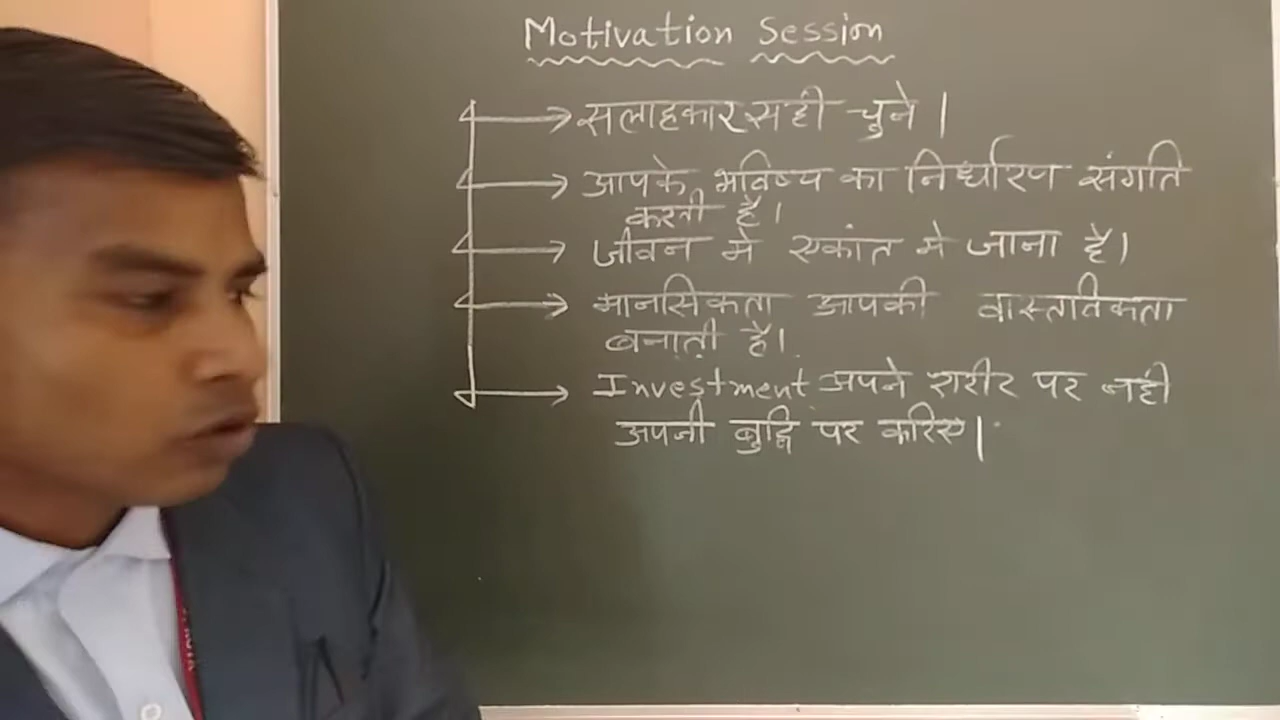 Motivation Session
सलाहकार सही चुने।
आपके भविष्य का निर्धारण संगति
करती है।
जीवन मे एकांत मे जाना है।
मानसिकता आपकी वास्तविकता
बनाती है।
Investment अपने शरीर पर नही
अपनी बुद्धि पर करिए।